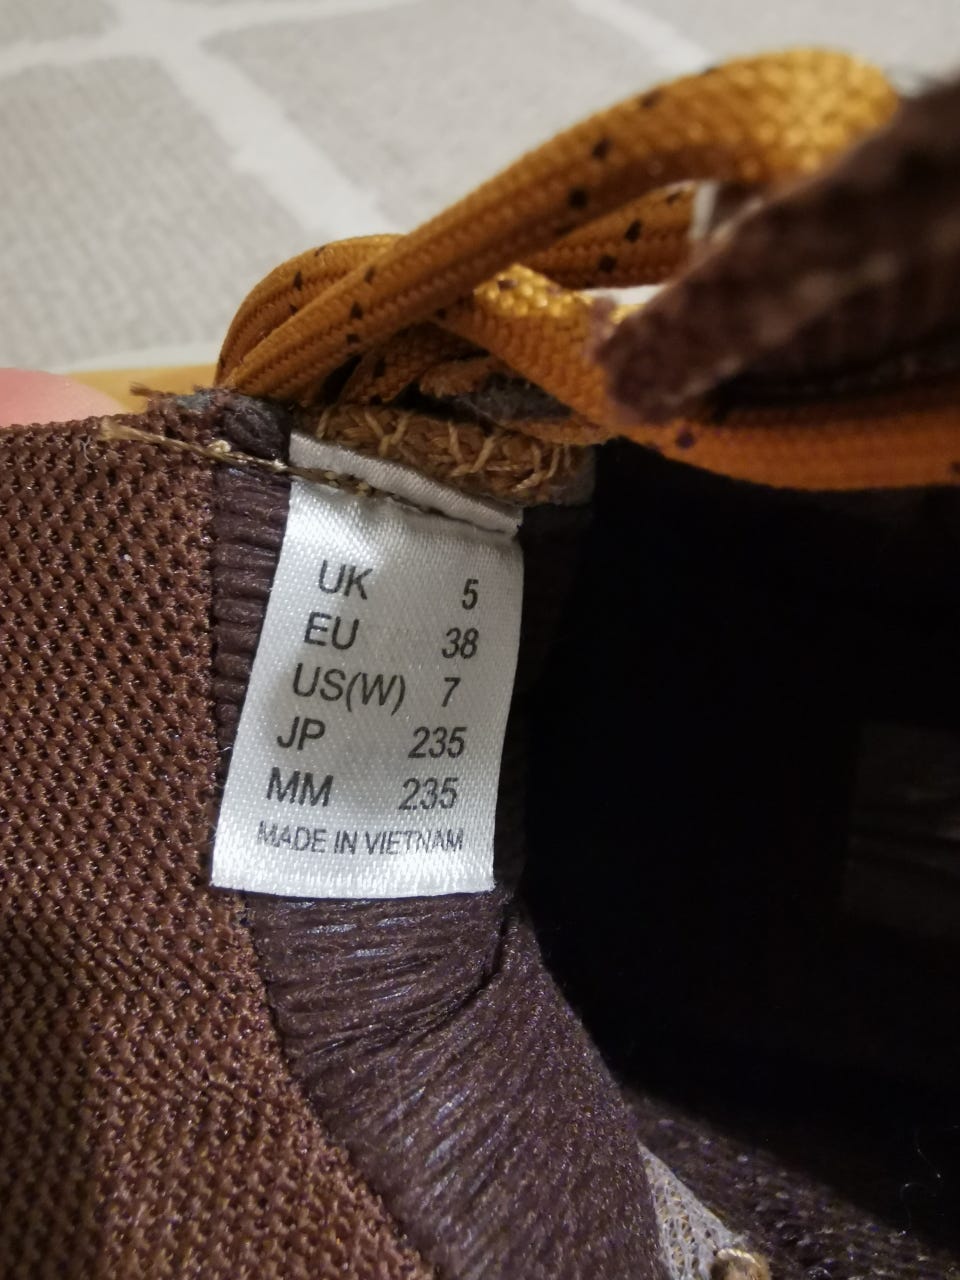 UK 5
EU 38
US(W) 7
JP 235
MM 235
MADE IN VIETNAM